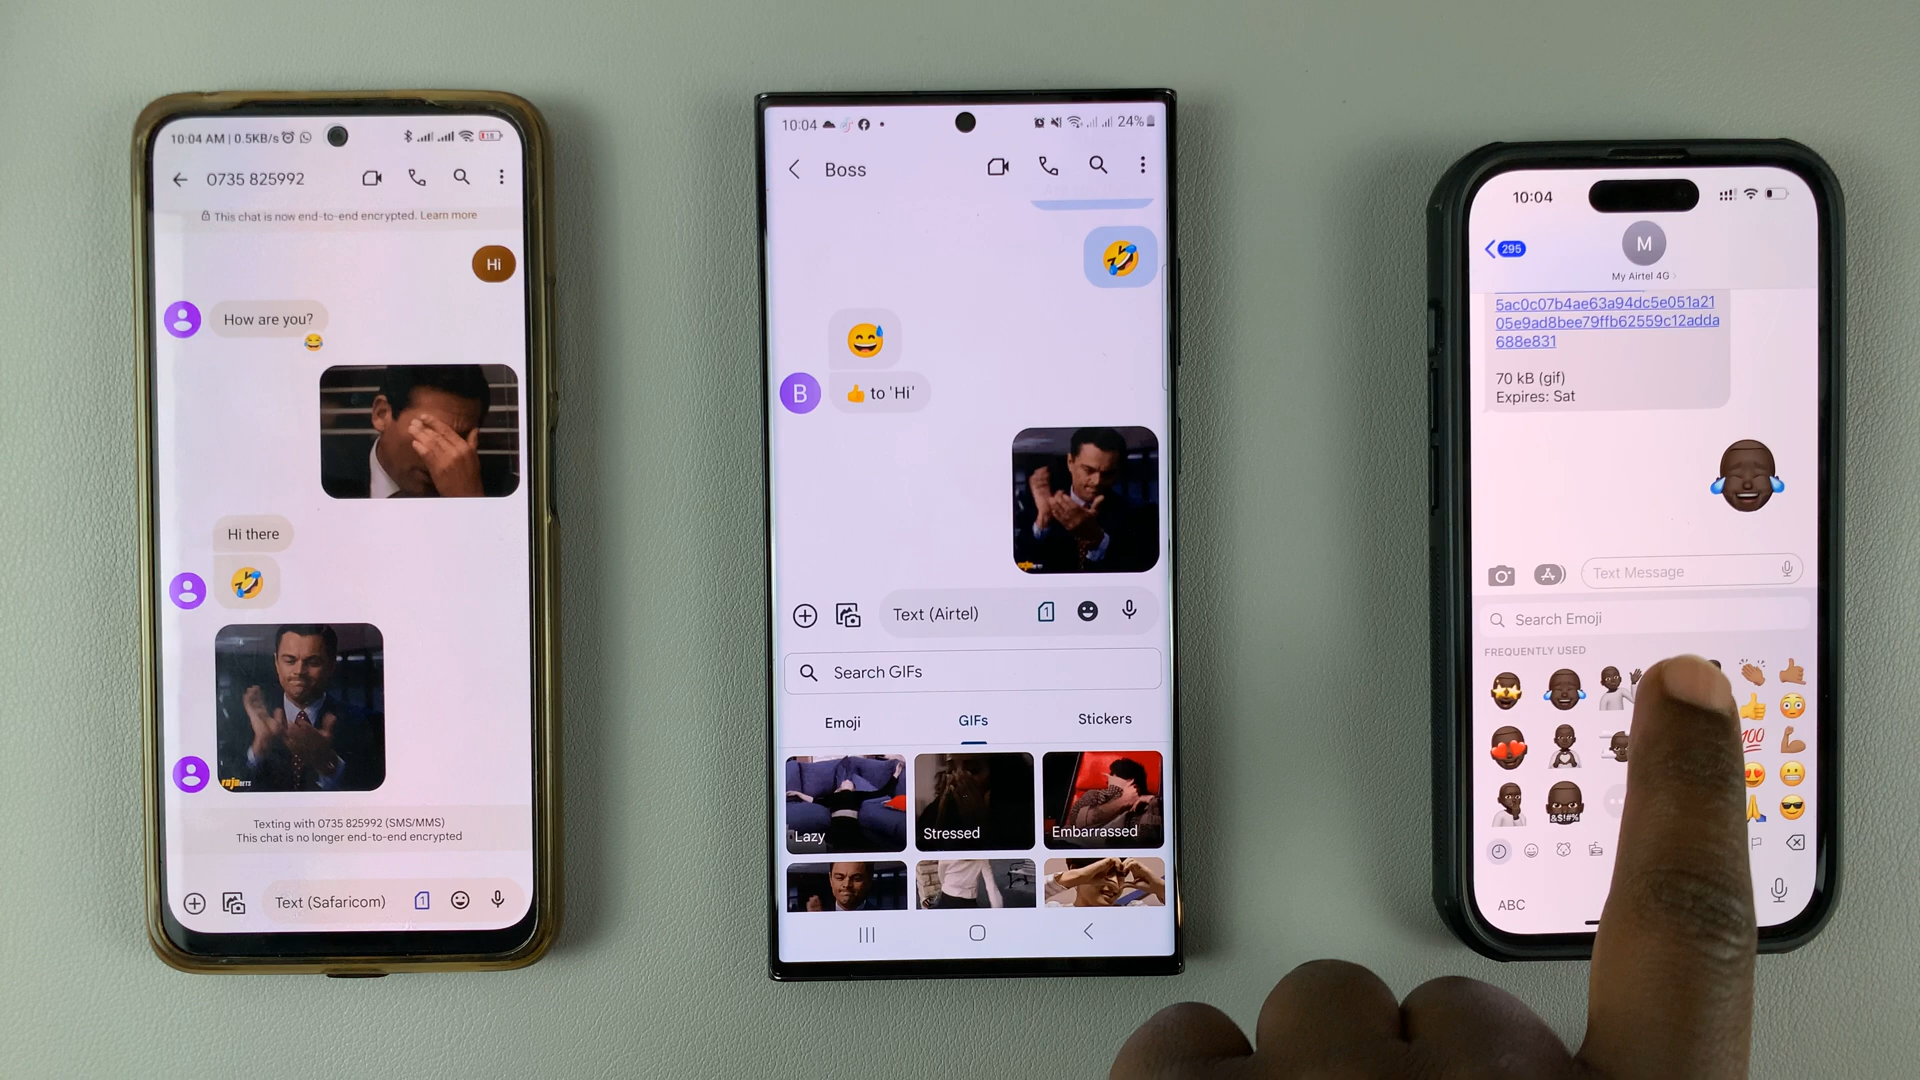 10:04 AM | 0.5KB/s
18
0735 825992
This chat is now end-to-end encrypted. Learn more
Hi
How are you?
Hi there
Texting with 0735 825992 (SMS/MMS)
This chat is no longer end-to-end encrypted
Text (Safaricom)
1
10:04
24%
Boss
B
👍 to 'Hi'
Text (Airtel)
1
Search GIFs
Emoji
GIFs
Stickers
Lazy
Stressed
Embarrassed
10:04
295
M
My Airtel 4G
5ac0c07b4ae63a94dc5e051a21
05e9ad8bee79ffb62559c12adda
688e831
70 kB (gif)
Expires: Sat
Text Message
Search Emoji
FREQUENTLY USED
100
&$!#%
ABC